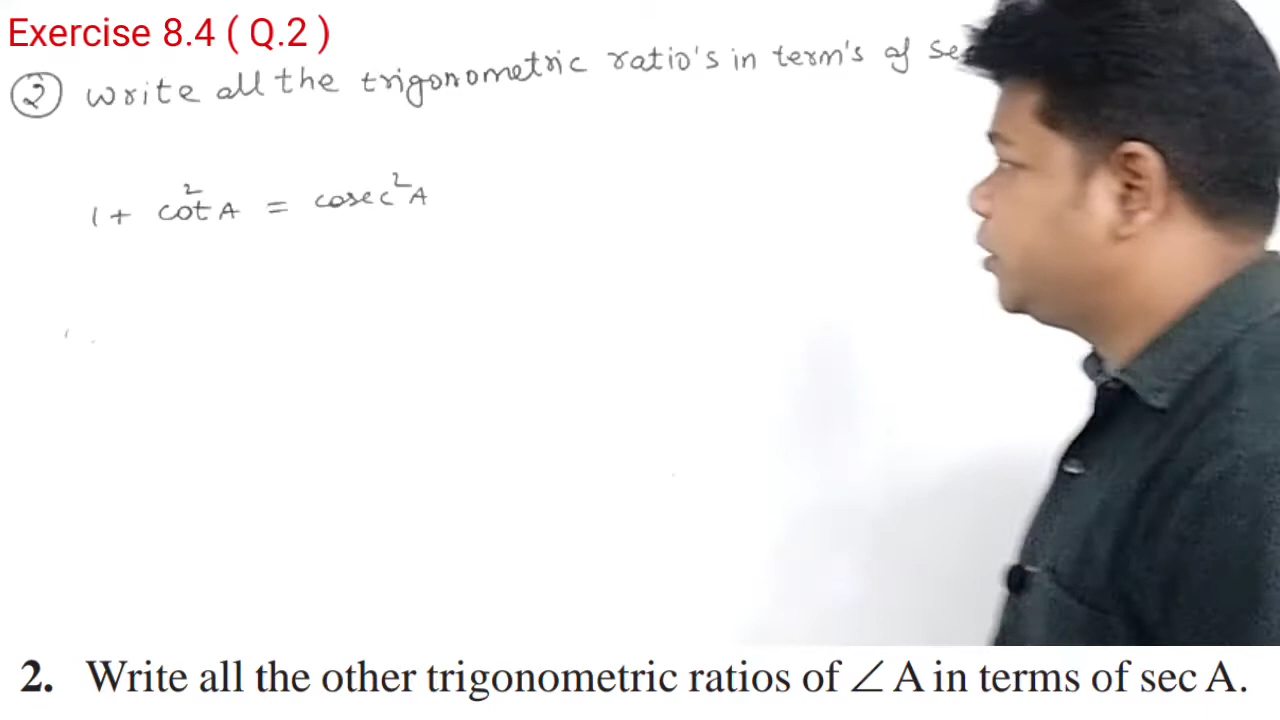 Exercise 8.4 ( Q.2 )
② Write all the trigonometric ratio's in term's of
1 + cot²A = cosec²A
2. Write all the other trigonometric ratios of ∠A in terms of sec A.